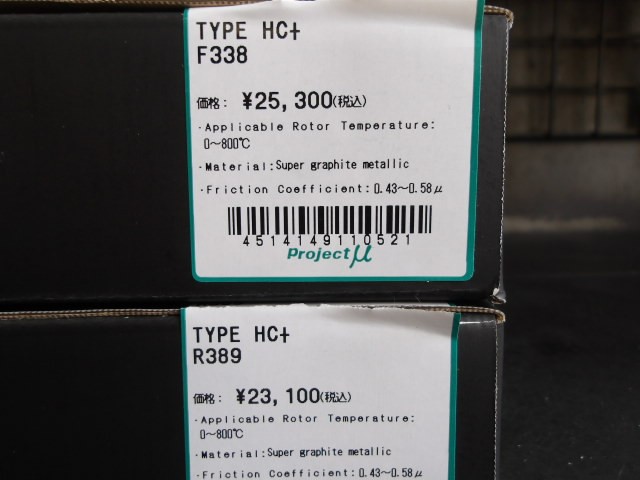 TYPE HC+
F338
価格: ¥25,300(税込)
·Applicable Rotor Temperature:
0～800℃
·Material:Super graphite metallic
·Friction Coefficient:0.43～0.58μ
4514149110521
Project μ
TYPE HC+
R389
価格: ¥23,100(税込)
·Applicable Rotor Temperature:
0～800℃
·Material:Super graphite metallic
·Friction Coefficient:0.43～0.58μ